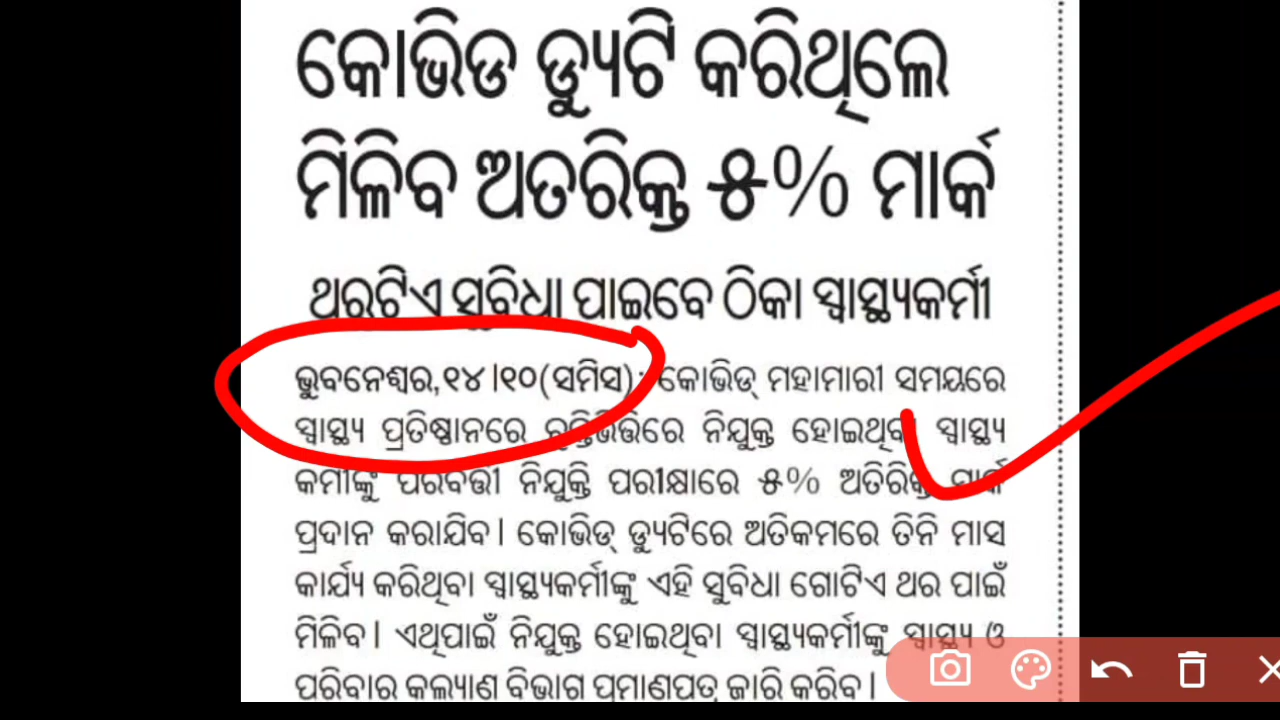 କୋଭିଡ ଡ୍ୟୁଟି କରିଥିଲେ
ମିଳିବ ଅତରିକ୍ତ ୫% ମାର୍କ
ଥରଟିଏ ସୁବିଧା ପାଇବେ ଠିକା ସ୍ୱାସ୍ଥ୍ୟକର୍ମୀ
ଭୁବନେଶ୍ୱର,୧୪।୧୦(ସମିସ): କୋଭିଡ୍ ମହାମାରୀ ସମୟରେ
ସ୍ୱାସ୍ଥ୍ୟ ପ୍ରତିଷ୍ଠାନରେ ଚୁକ୍ତିଭିତ୍ତିରେ ନିଯୁକ୍ତ ହୋଇଥିବା ସ୍ୱାସ୍ଥ୍ୟ
କର୍ମୀଙ୍କୁ ପରବର୍ତ୍ତୀ ନିଯୁକ୍ତି ପରୀକ୍ଷାରେ ୫% ଅତିରିକ୍ତ ମାର୍କ
ପ୍ରଦାନ କରାଯିବ। କୋଭିଡ୍ ଡ୍ୟୁଟିରେ ଅତିକମରେ ତିନି ମାସ
କାର୍ଯ୍ୟ କରିଥିବା ସ୍ୱାସ୍ଥ୍ୟକର୍ମୀଙ୍କୁ ଏହି ସୁବିଧା ଗୋଟିଏ ଥର ପାଇଁ
ମିଳିବ। ଏଥିପାଇଁ ନିଯୁକ୍ତ ହୋଇଥିବା ସ୍ୱାସ୍ଥ୍ୟକର୍ମୀଙ୍କୁ ସ୍ୱାସ୍ଥ୍ୟ ଓ
ପରିବାର କଲ୍ୟାଣ ବିଭାଗ ପ୍ରମାଣପତ୍ର ଜାରି କରିବ।